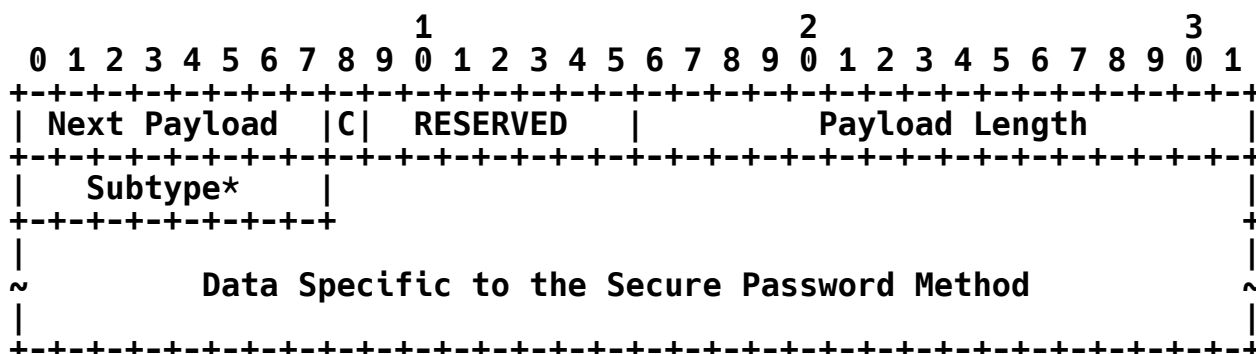 1                   2                   3
 0 1 2 3 4 5 6 7 8 9 0 1 2 3 4 5 6 7 8 9 0 1 2 3 4 5 6 7 8 9 0 1
+-+-+-+-+-+-+-+-+-+-+-+-+-+-+-+-+-+-+-+-+-+-+-+-+-+-+-+-+-+-+-+-+
| Next Payload  |C|  RESERVED   |         Payload Length        |
+-+-+-+-+-+-+-+-+-+-+-+-+-+-+-+-+-+-+-+-+-+-+-+-+-+-+-+-+-+-+-+-+
|   Subtype*    |                                               |
+-+-+-+-+-+-+-+-+                                               +
|                                                               |
~         Data Specific to the Secure Password Method           ~
|                                                               |
+-+-+-+-+-+-+-+-+-+-+-+-+-+-+-+-+-+-+-+-+-+-+-+-+-+-+-+-+-+-+-+-+